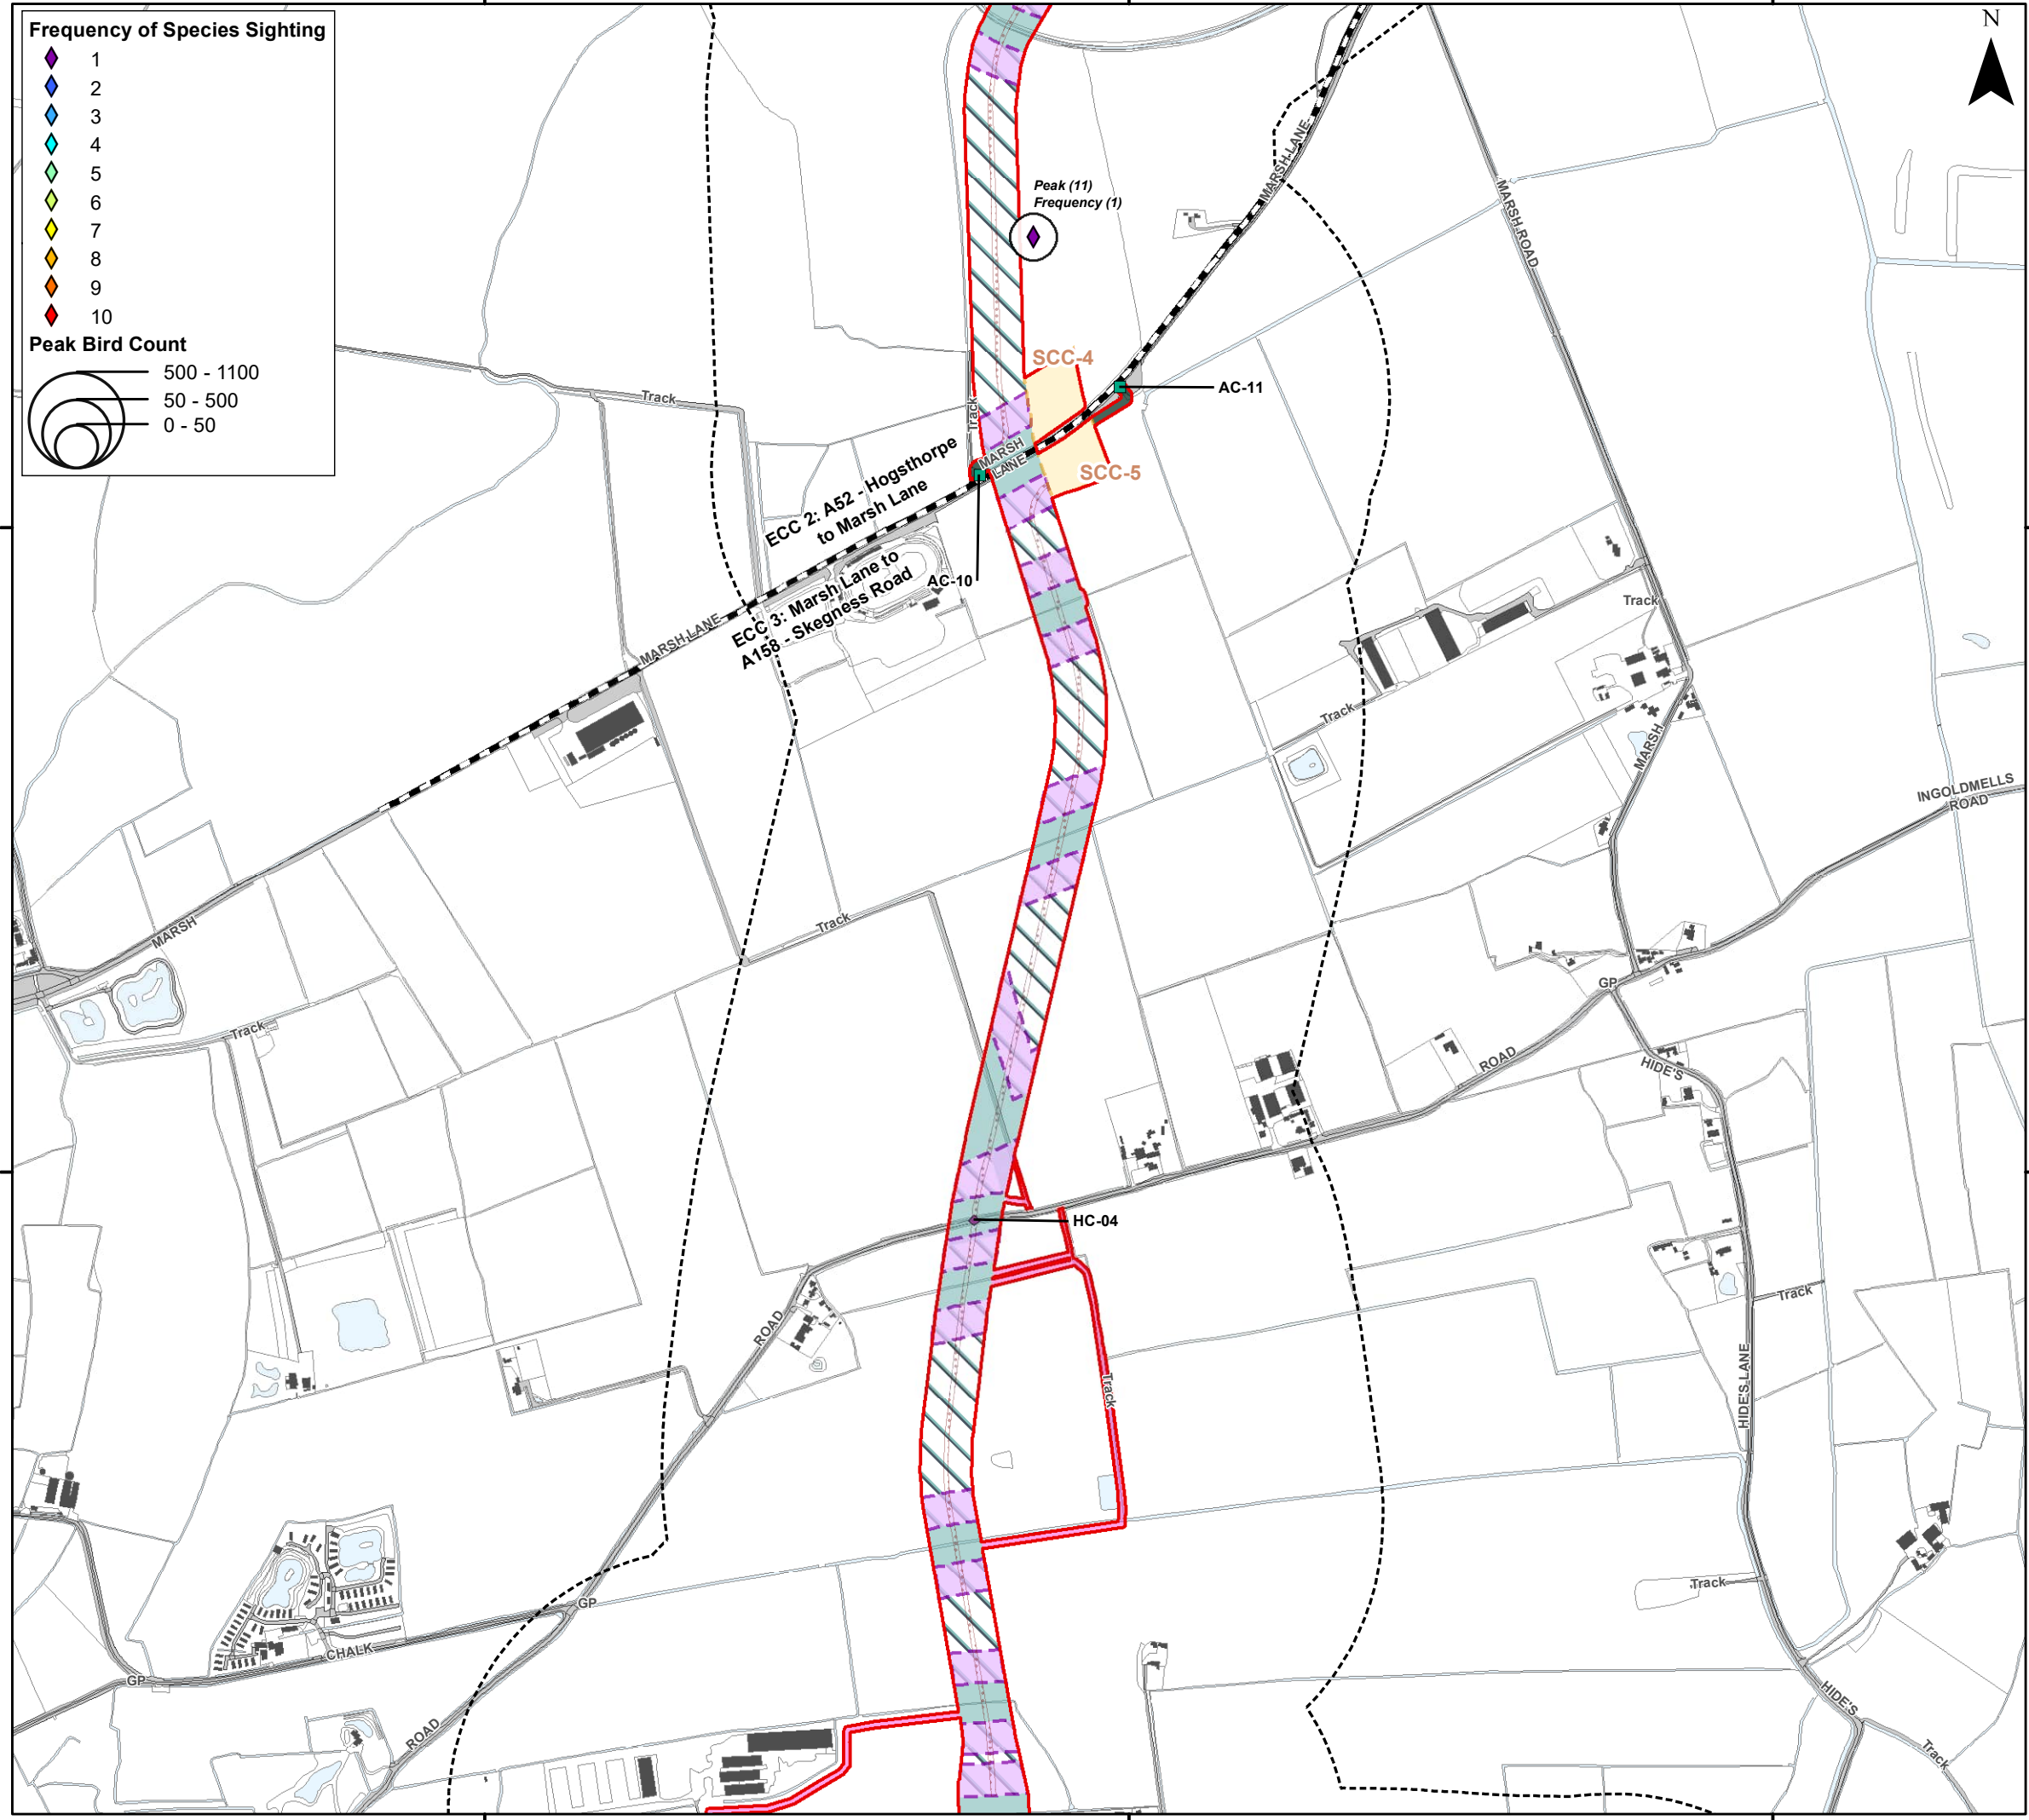 Frequency of Species Sighting
1
2
3
4
5
6
7
8
9
10
Peak Bird Count
500 - 1100
50 - 500
0 - 50
N
MARSH LANE
MARSH ROAD
Peak (11)
Frequency (1)
SCC-4
AC-11
Track
Track
MARSH
LANE
SCC-5
ECC 2: A52 - Hogsthorpe
to Marsh Lane
AC-10
ECC 3: Marsh Lane to
A158 - Skegness Road
MARSH LANE
Track
Track
MARSH
INGOLDMELLS
ROAD
Track
MARSH
GP
Track
ROAD
HIDE'S
HC-04
Track
ROAD
Track
HIDE'S LANE
Track
GP
CHALK
GP
HIDE'S
ROAD
Track